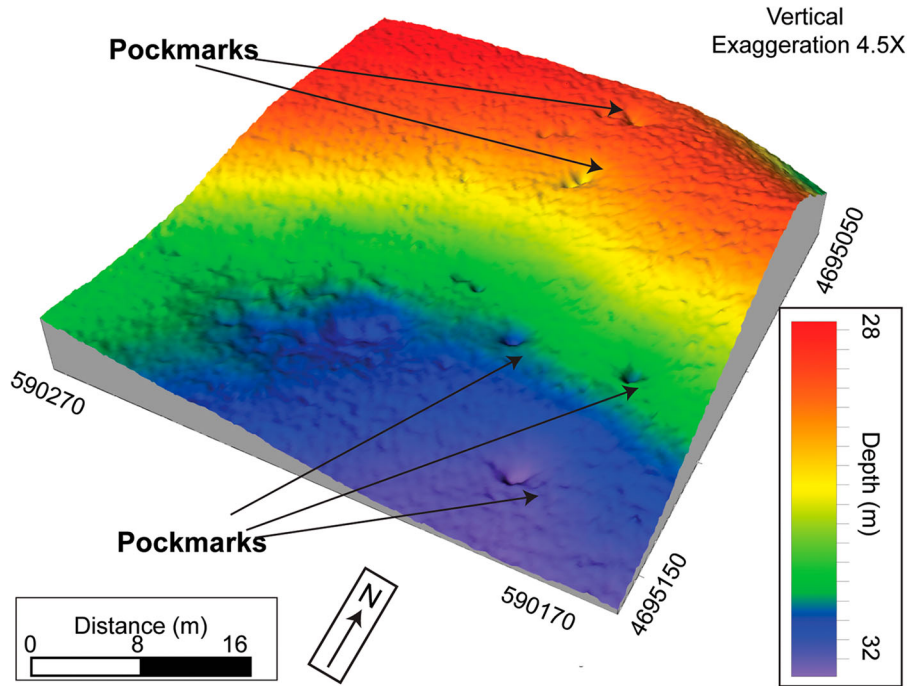 Vertical
Exaggeration 4.5X
Pockmarks
4695050
28
Depth (m)
32
590270
Pockmarks
590170
4695150
N
Distance (m)
0 8 16